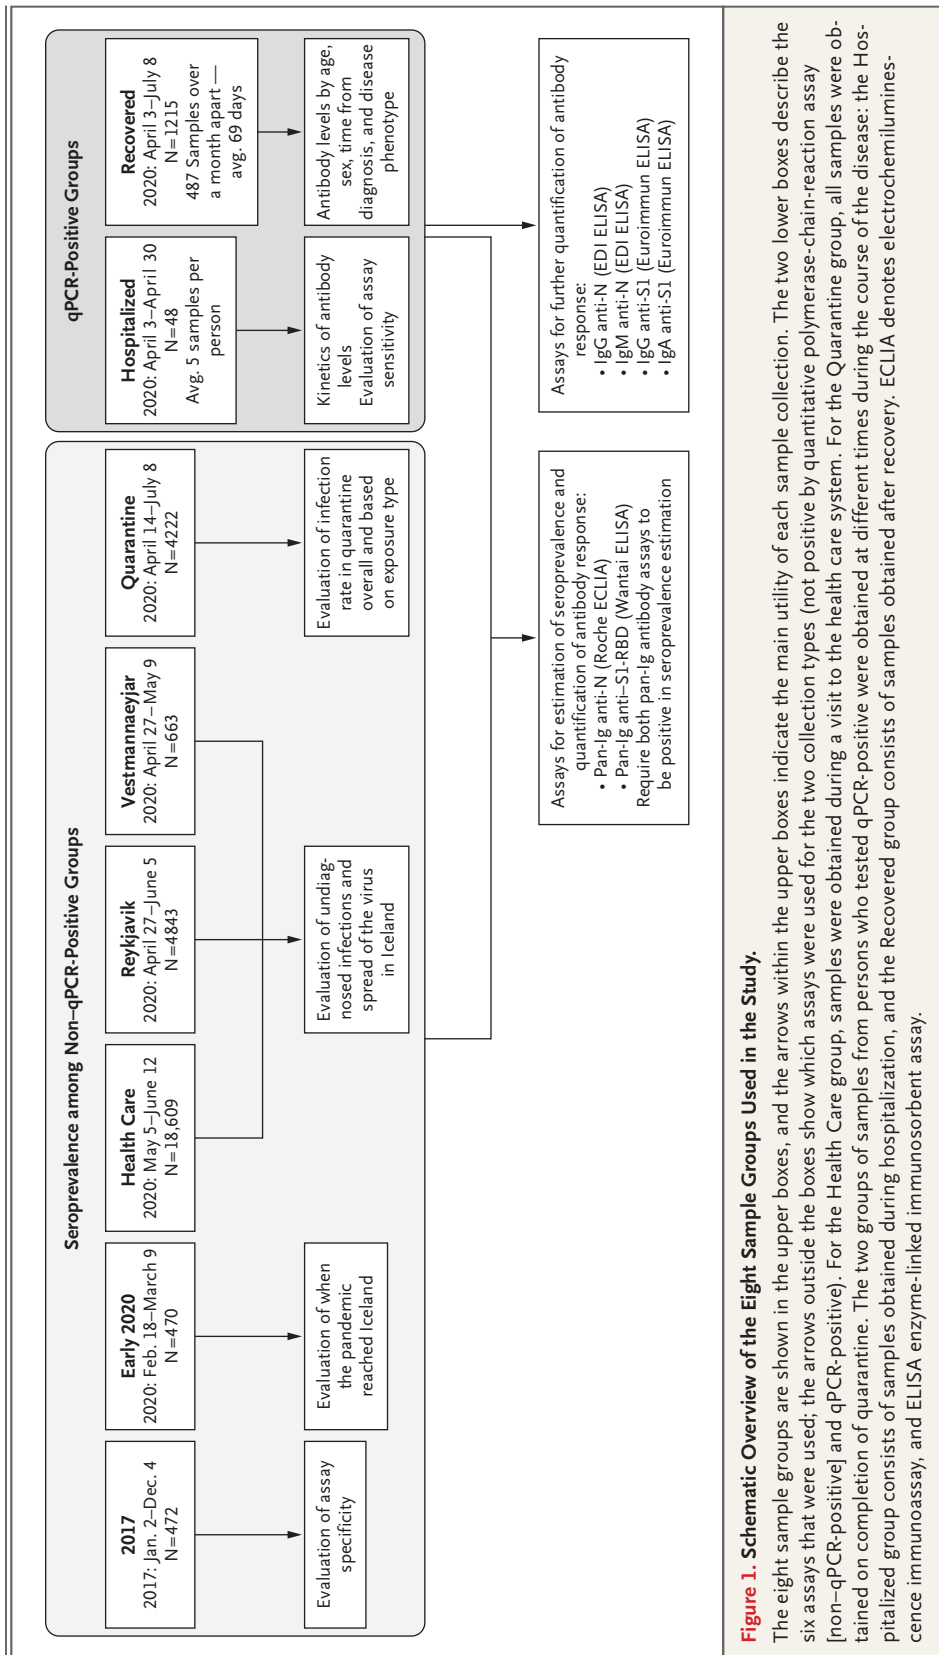 Seroprevalence among Non–qPCR-Positive Groups
2017
2017: Jan. 2–Dec. 4
N=472
Early 2020
2020: Feb. 18–March 9
N=470
Health Care
2020: May 5–June 12
N=18,609
Reykjavik
2020: April 27–June 5
N=4843
Vestmannaeyjar
2020: April 27–May 9
N=663
Quarantine
2020: April 14–July 8
N=4222
Evaluation of assay
specificity
Evaluation of when
the pandemic
reached Iceland
Evaluation of undiag-
nosed infections and
spread of the virus
in Iceland
Evaluation of infection
rate in quarantine
overall and based
on exposure type
qPCR-Positive Groups
Hospitalized
2020: April 3–April 30
N=48
Avg. 5 samples per
person
Recovered
2020: April 3–July 8
N=1215
487 Samples over
a month apart —
avg. 69 days
Kinetics of antibody
levels
Evaluation of assay
sensitivity
Antibody levels by age,
sex, time from
diagnosis, and disease
phenotype
Assays for estimation of seroprevalence and
quantification of antibody response:
• Pan-Ig anti-N (Roche ECLIA)
• Pan-Ig anti–S1-RBD (Wantai ELISA)
Require both pan-Ig antibody assays to
be positive in seroprevalence estimation
Assays for further quantification of antibody
response:
• IgG anti-N (EDI ELISA)
• IgM anti-N (EDI ELISA)
• IgG anti-S1 (Euroimmun ELISA)
• IgA anti-S1 (Euroimmun ELISA)
Figure 1. Schematic Overview of the Eight Sample Groups Used in the Study.
The eight sample groups are shown in the upper boxes, and the arrows within the upper boxes indicate the main utility of each sample collection. The two lower boxes describe the
six assays that were used; the arrows outside the boxes show which assays were used for the two collection types (not positive by quantitative polymerase-chain-reaction assay
[non–qPCR-positive] and qPCR-positive). For the Health Care group, samples were obtained during a visit to the health care system. For the Quarantine group, all samples were ob-
tained on completion of quarantine. The two groups of samples from persons who tested qPCR-positive were obtained at different times during the course of the disease: the Hos-
pitalized group consists of samples obtained during hospitalization, and the Recovered group consists of samples obtained after recovery. ECLIA denotes electrochemilumines-
cence immunoassay, and ELISA enzyme-linked immunosorbent assay.